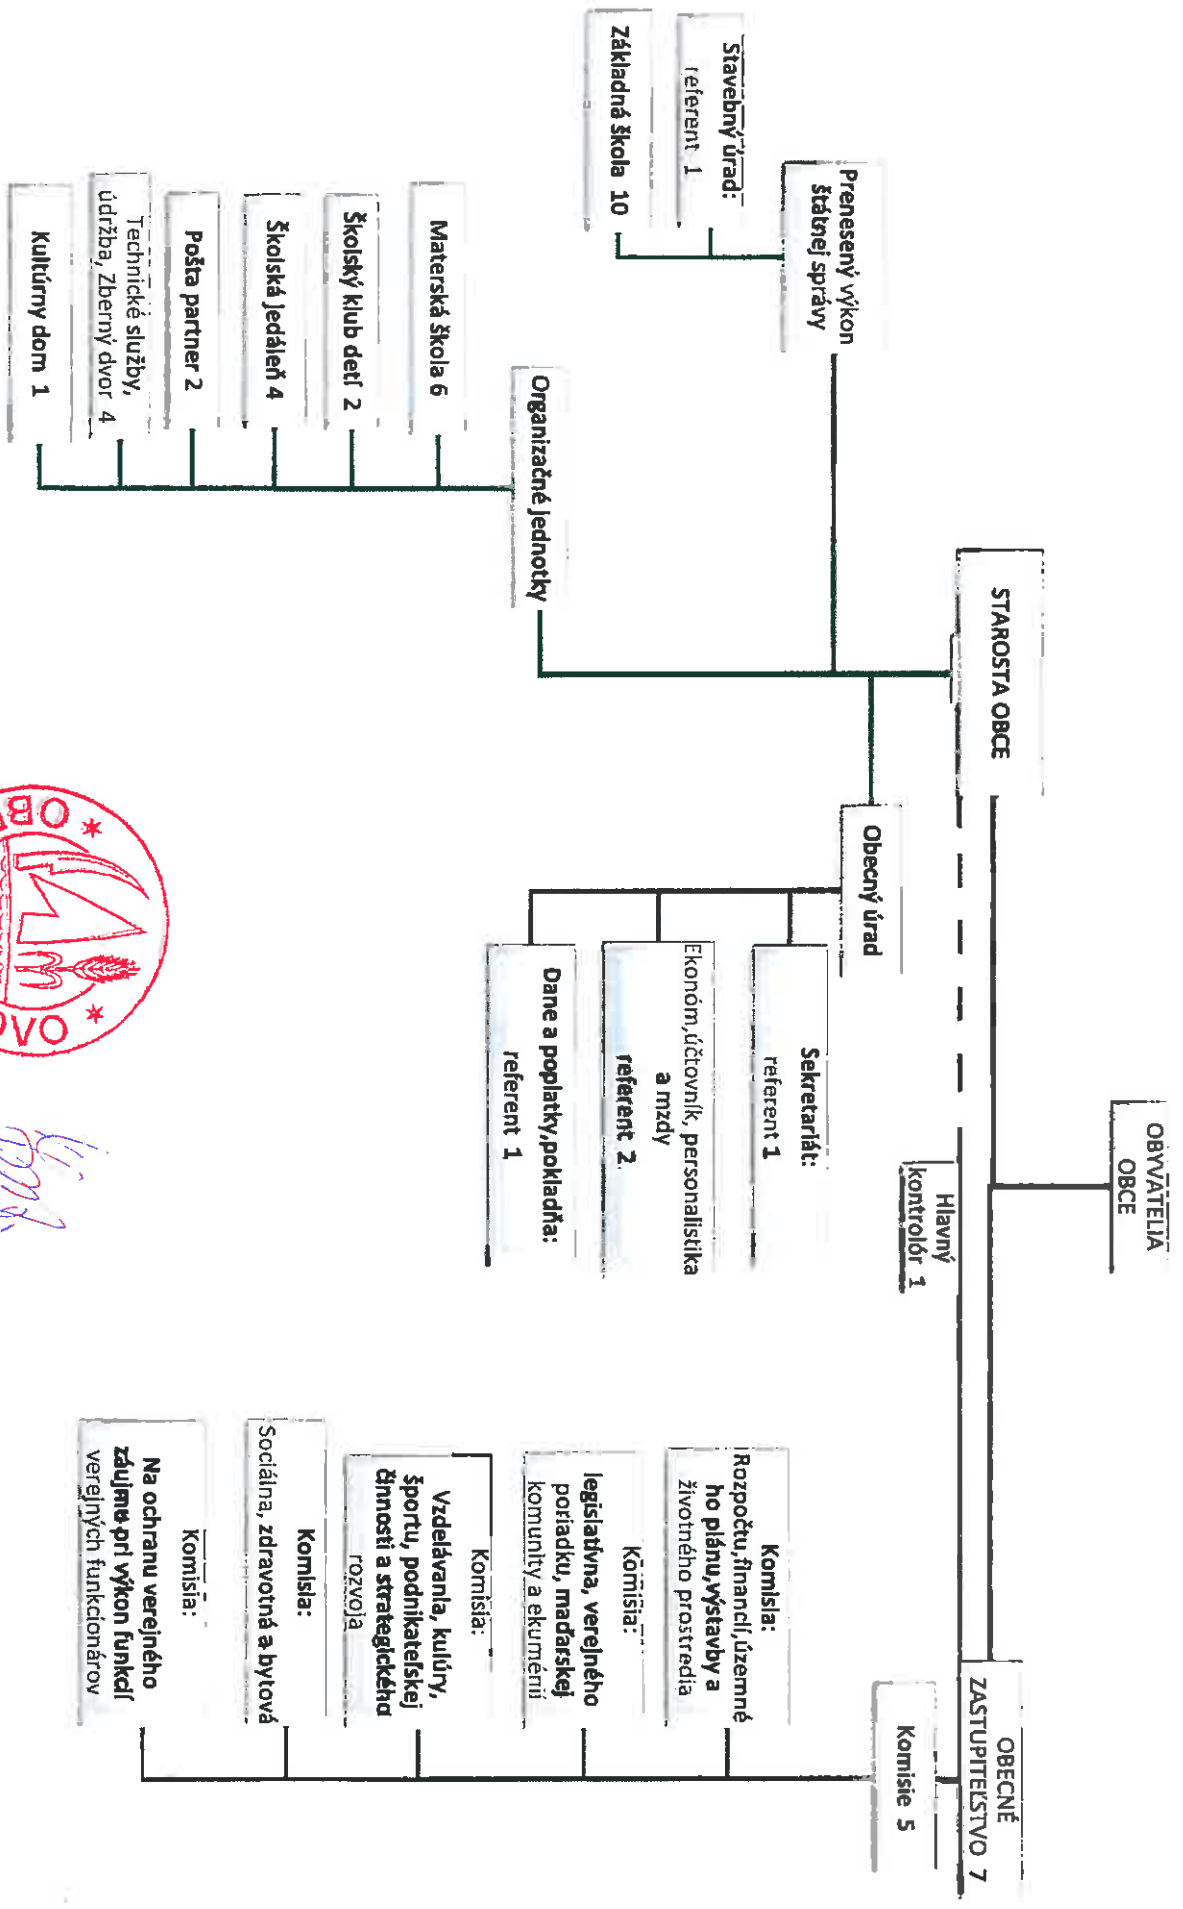 OBYVATELIA
OBCE
STAROSTA OBCE
OBECNÉ
ZASTUPITEĽSTVO 7
Hlavný
kontrolór 1
Komisie 5
Prenesený výkon
štátnej správy
Stavebný úrad:
referent 1
Základná škola 10
Organizačné jednotky
Materská škola 6
Školský klub detí 2
Školská jedáleň 4
Pošta partner 2
Technické služby,
údržba, Zberný dvor 4
Kultúrny dom 1
Obecný úrad
Sekretariát:
referent 1
Ekonóm,účtovník, personalistika
a mzdy
referent 2
Dane a poplatky,pokladňa:
referent 1
Komisia:
Rozpočtu,financií,územné
ho plánu,výstavby a
životného prostredia
Komisia:
legislatívna, verejného
poriadku, maďarskej
komunity a ekuménii
Komisia:
Vzdelávania, kulúry,
športu, podnikateľskej
činnosti a strategického
rozvoja
Komisia:
Sociálna, zdravotná a bytová
Komisia:
Na ochranu verejného
záujmu pri výkon funkcií
verejných funkcionárov